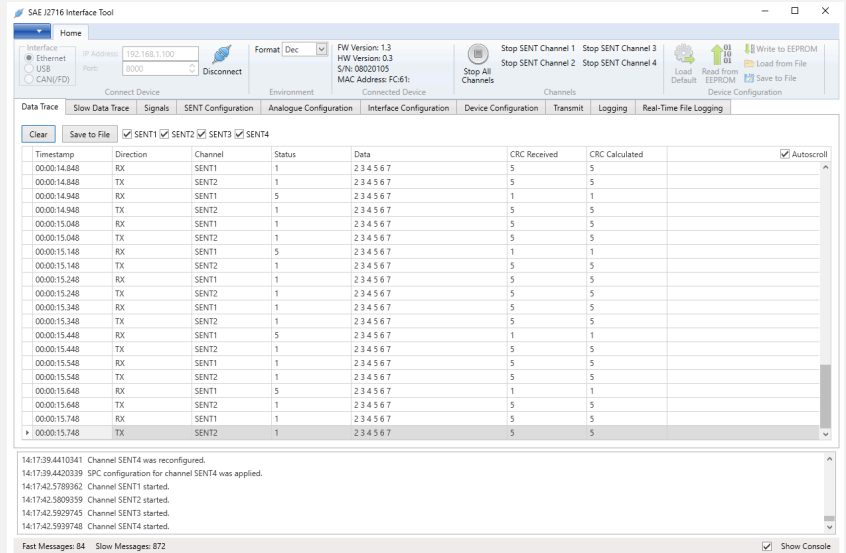 SAE J2716 Interface Tool
Home
Interface
Ethernet
USB
CAN(/FD)
IP Address: 192.168.1.100
Port: 8000
Disconnect
Connect Device
Format Dec
Environment
FW Version: 1.3
HW Version: 0.3
S/N: 08020105
MAC Address: FC:61:
Connected Device
Stop All Channels
Stop SENT Channel 1 Stop SENT Channel 3
Stop SENT Channel 2 Stop SENT Channel 4
Channels
Load Default
Read from EEPROM
Write to EEPROM
Load from File
Save to File
Device Configuration
Data Trace Slow Data Trace Signals SENT Configuration Analogue Configuration Interface Configuration Device Configuration Transmit Logging Real-Time File Logging
Clear Save to File SENT1 SENT2 SENT3 SENT4
Timestamp Direction Channel Status Data CRC Received CRC Calculated Autoscroll
00:00:14.848 RX SENT1 1 2 3 4 5 6 7 5 5
00:00:14.848 TX SENT2 1 2 3 4 5 6 7 5 5
00:00:14.948 RX SENT1 5 2 3 4 5 6 7 1 1
00:00:14.948 TX SENT2 1 2 3 4 5 6 7 5 5
00:00:15.048 RX SENT1 1 2 3 4 5 6 7 5 5
00:00:15.048 TX SENT2 1 2 3 4 5 6 7 5 5
00:00:15.148 RX SENT1 5 2 3 4 5 6 7 1 1
00:00:15.148 TX SENT2 1 2 3 4 5 6 7 5 5
00:00:15.248 RX SENT1 1 2 3 4 5 6 7 5 5
00:00:15.248 TX SENT2 1 2 3 4 5 6 7 5 5
00:00:15.348 RX SENT1 1 2 3 4 5 6 7 5 5
00:00:15.348 TX SENT2 1 2 3 4 5 6 7 5 5
00:00:15.448 RX SENT1 5 2 3 4 5 6 7 1 1
00:00:15.448 TX SENT2 1 2 3 4 5 6 7 5 5
00:00:15.548 RX SENT1 1 2 3 4 5 6 7 5 5
00:00:15.548 TX SENT2 1 2 3 4 5 6 7 5 5
00:00:15.648 RX SENT1 5 2 3 4 5 6 7 1 1
00:00:15.648 TX SENT2 1 2 3 4 5 6 7 5 5
00:00:15.748 RX SENT1 1 2 3 4 5 6 7 5 5
00:00:15.748 TX SENT2 1 2 3 4 5 6 7 5 5
14:17:39.4410341 Channel SENT4 was reconfigured.
14:17:39.4420339 SPC configuration for channel SENT4 was applied.
14:17:42.5789362 Channel SENT1 started.
14:17:42.5809359 Channel SENT2 started.
14:17:42.5929745 Channel SENT3 started.
14:17:42.5939748 Channel SENT4 started.
Fast Messages: 84 Slow Messages: 872 Show Console